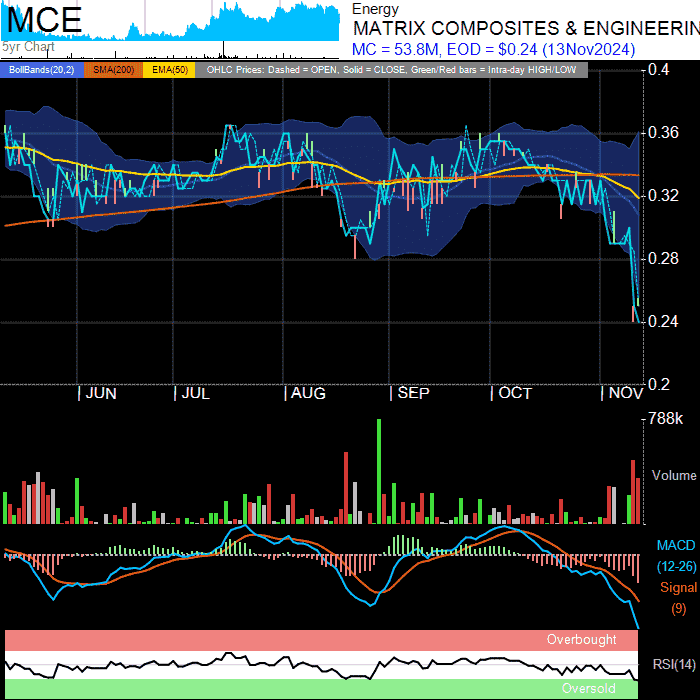 MCE
5yr Chart
Energy
MATRIX COMPOSITES & ENGINEERIN
MC = 53.8M, EOD = $0.24 (13Nov2024)
BollBands(20,2) SMA(200) EMA(50) OHLC Prices: Dashed = OPEN, Solid = CLOSE, Green/Red bars = Intra-day HIGH/LOW
0.4
0.36
0.32
0.28
0.24
0.2
| JUN | JUL | AUG | SEP | OCT | NOV
788k
Volume
MACD
(12-26)
Signal
(9)
Overbought
RSI(14)
Oversold